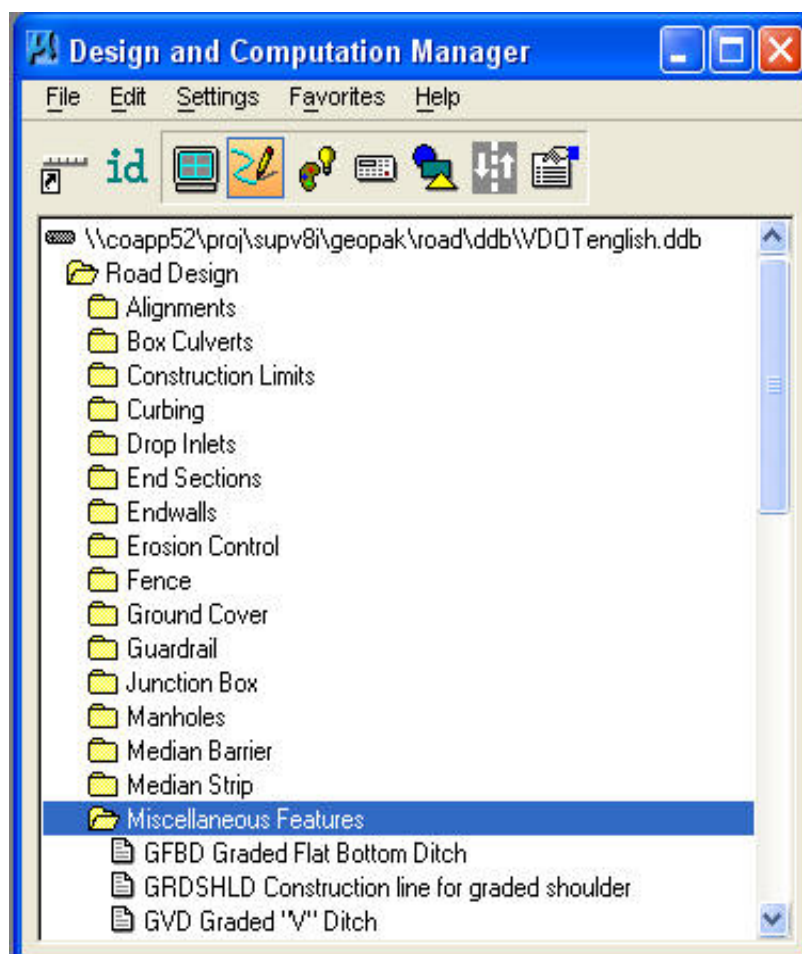 Design and Computation Manager
File Edit Settings Favorites Help
id
\\coapp52\proj\supv8i\geopak\road\ddb\VDOTenglish.ddb
Road Design
Alignments
Box Culverts
Construction Limits
Curbing
Drop Inlets
End Sections
Endwalls
Erosion Control
Fence
Ground Cover
Guardrail
Junction Box
Manholes
Median Barrier
Median Strip
Miscellaneous Features
GFBD Graded Flat Bottom Ditch
GRDSHLD Construction line for graded shoulder
GVD Graded "V" Ditch